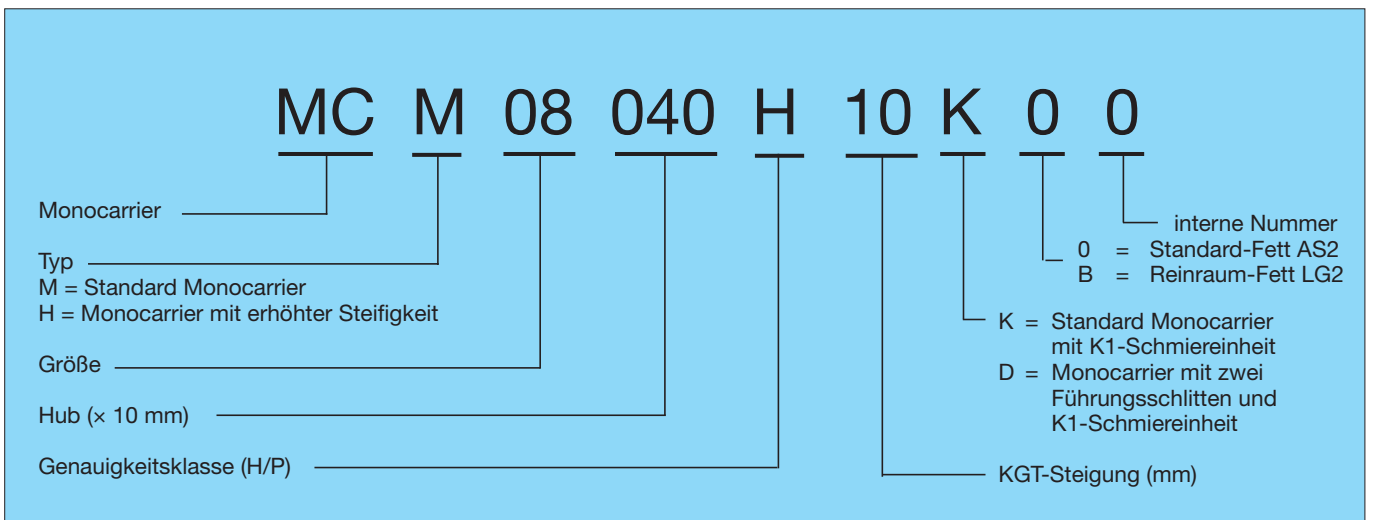 MC M 08 040 H 10 K 0 0
Monocarrier
Typ
M = Standard Monocarrier
H = Monocarrier mit erhöhter Steifigkeit
Größe
Hub (× 10 mm)
Genauigkeitsklasse (H/P)
interne Nummer
0 = Standard-Fett AS2
B = Reinraum-Fett LG2
K = Standard Monocarrier
mit K1-Schmiereinheit
D = Monocarrier mit zwei
Führungsschlitten und
K1-Schmiereinheit
KGT-Steigung (mm)